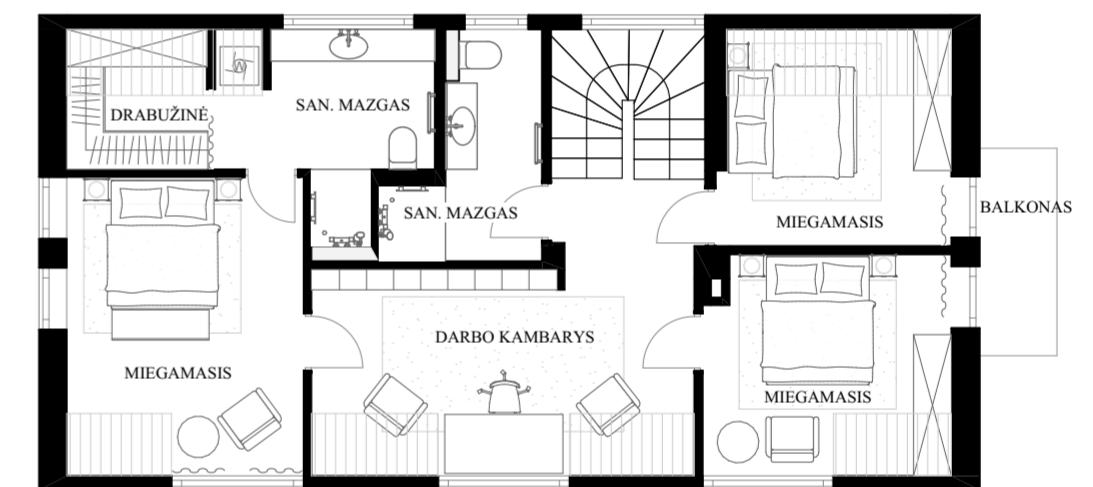 DRABUŽINĖ
SAN. MAZGAS
SAN. MAZGAS
MIEGAMASIS
BALKONAS
DARBO KAMBARYS
MIEGAMASIS
MIEGAMASIS